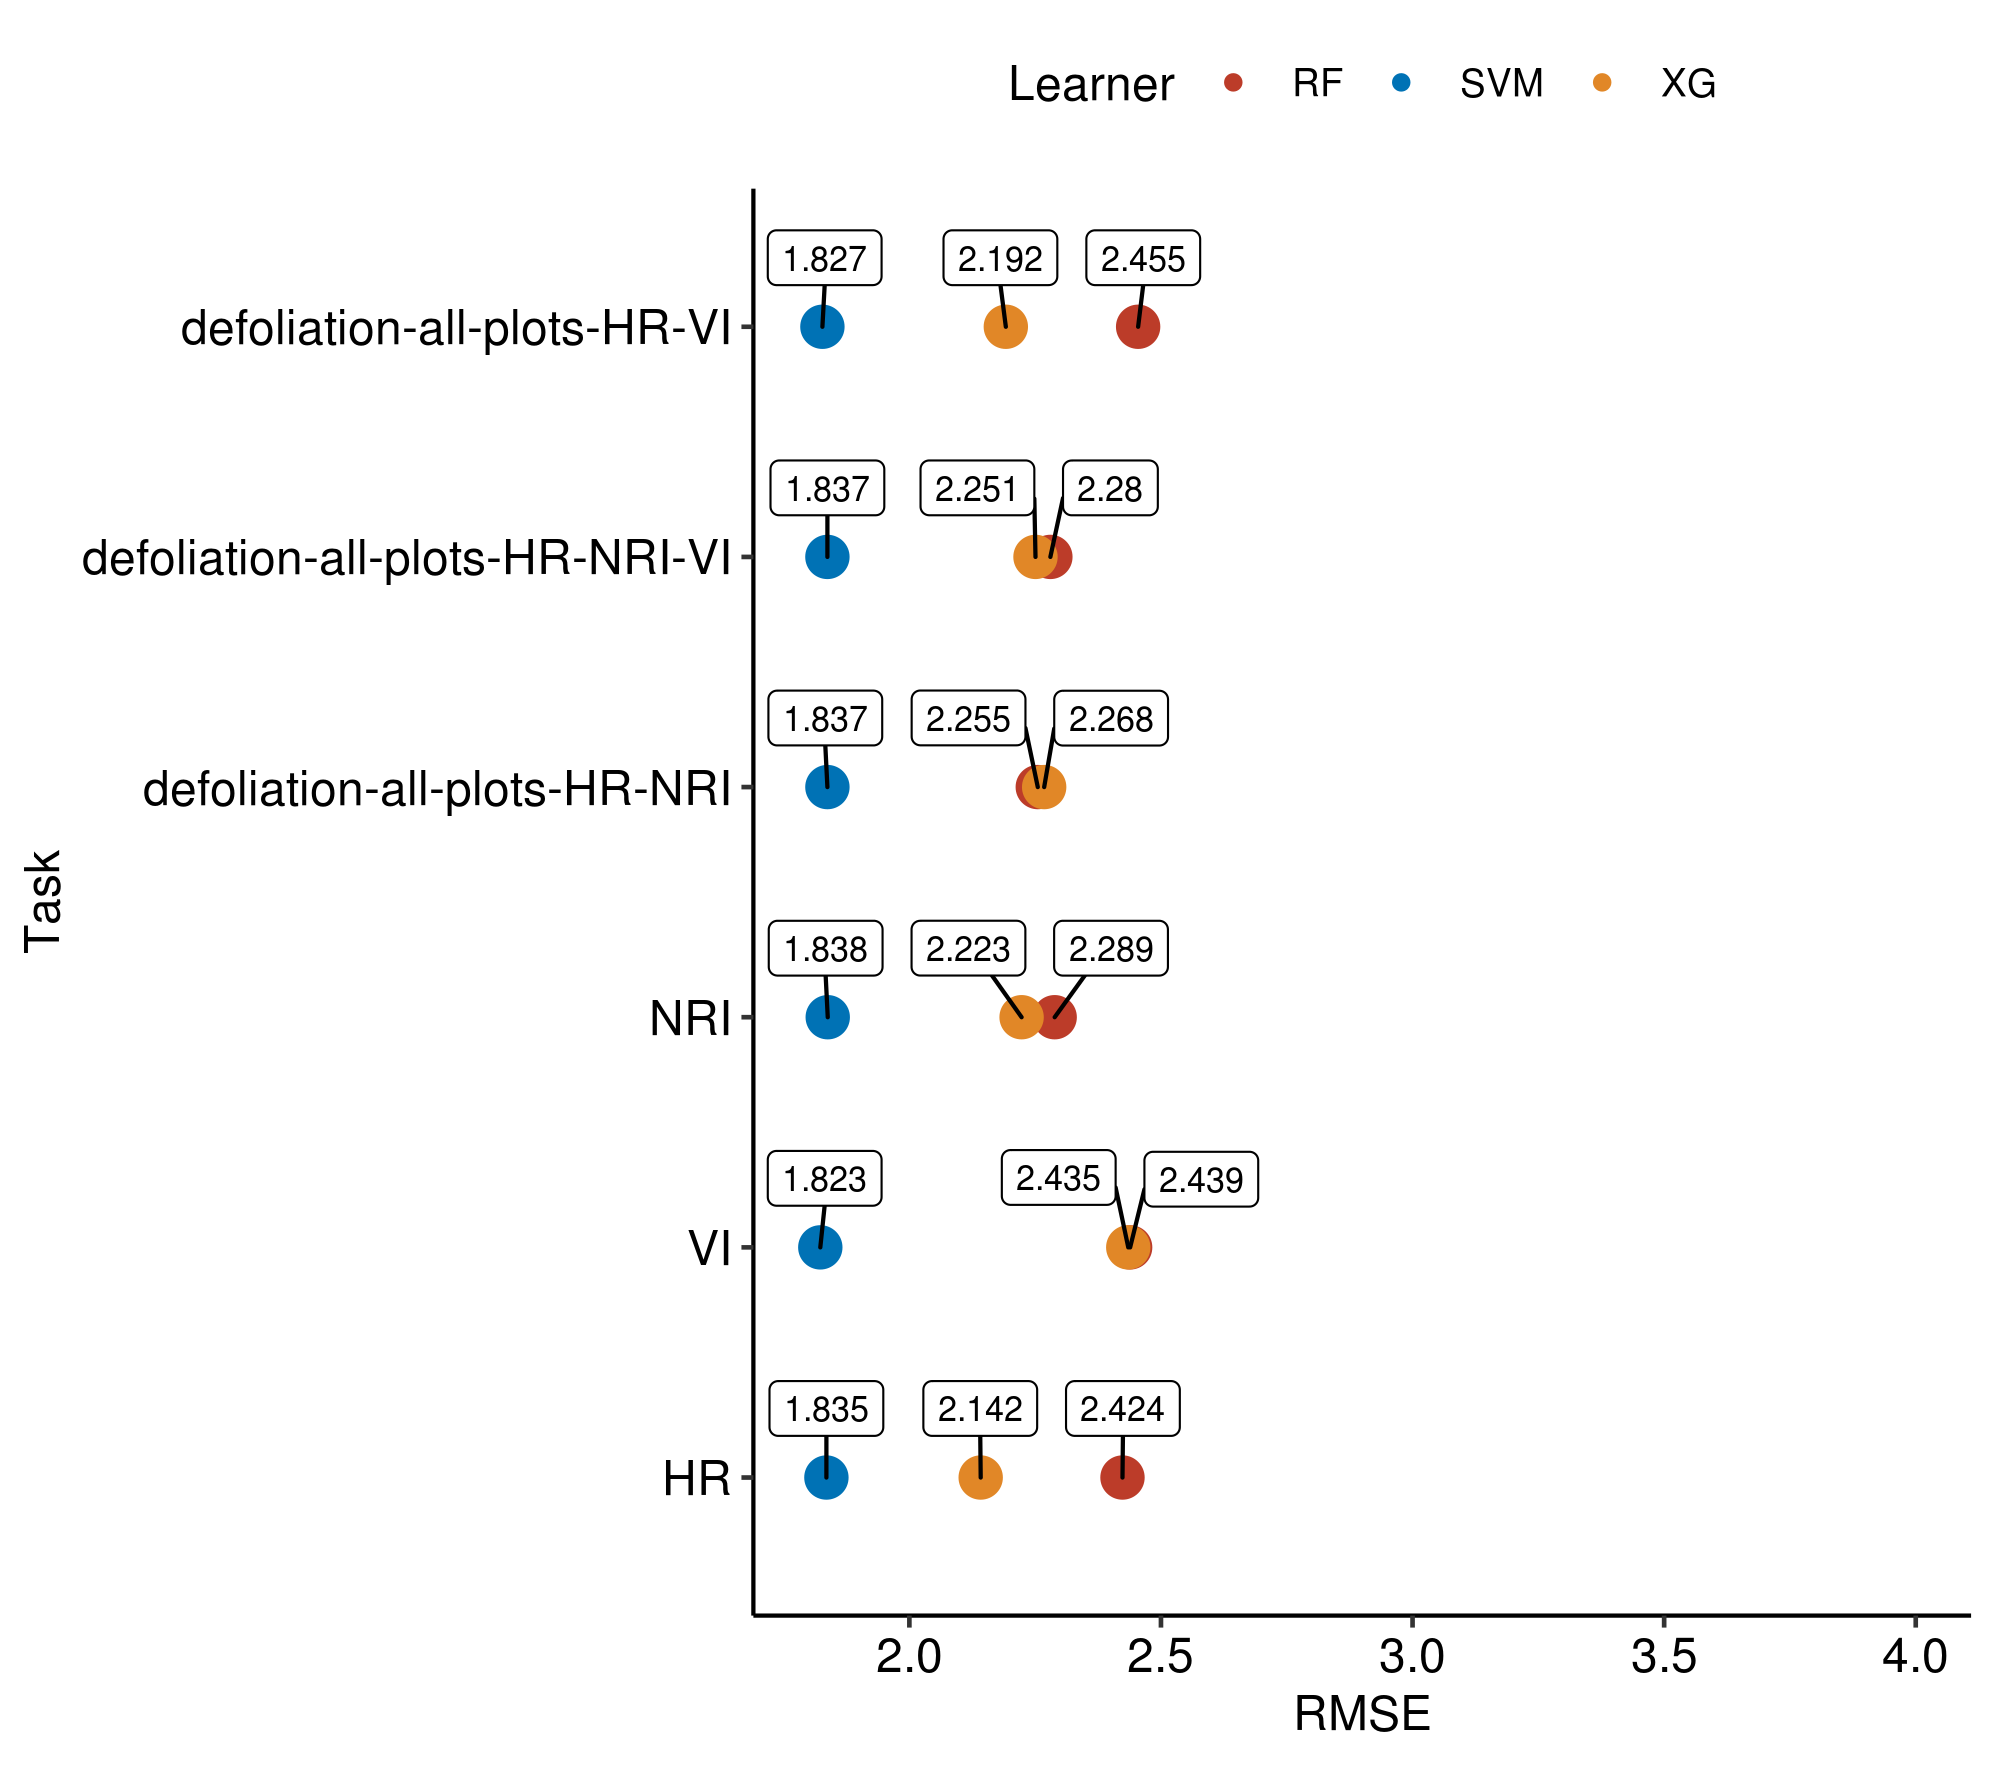 Learner RF SVM XG
1.827 2.192 2.455
defoliation-all-plots-HR-VI
1.837 2.251 2.28
defoliation-all-plots-HR-NRI-VI
1.837 2.255 2.268
defoliation-all-plots-HR-NRI
Task
1.838 2.223 2.289
NRI
1.823 2.435 2.439
VI
1.835 2.142 2.424
HR
2.0 2.5 3.0 3.5 4.0
RMSE